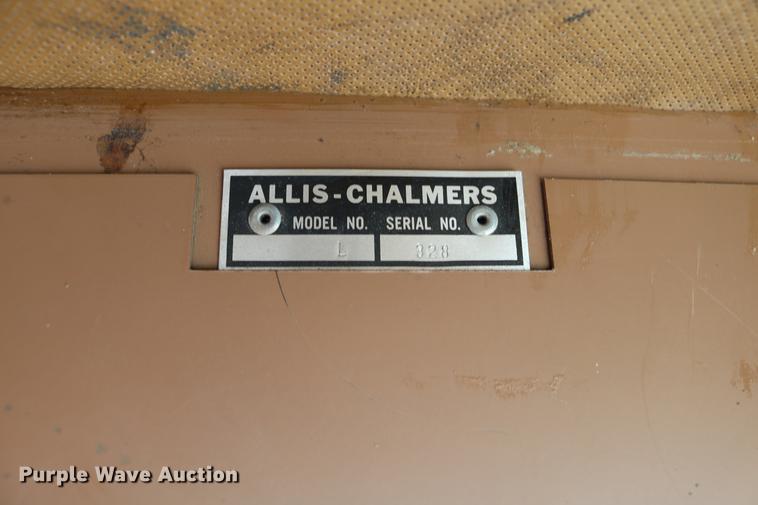 ALLIS-CHALMERS
MODEL NO. SERIAL NO.
L 328
Purple Wave Auction